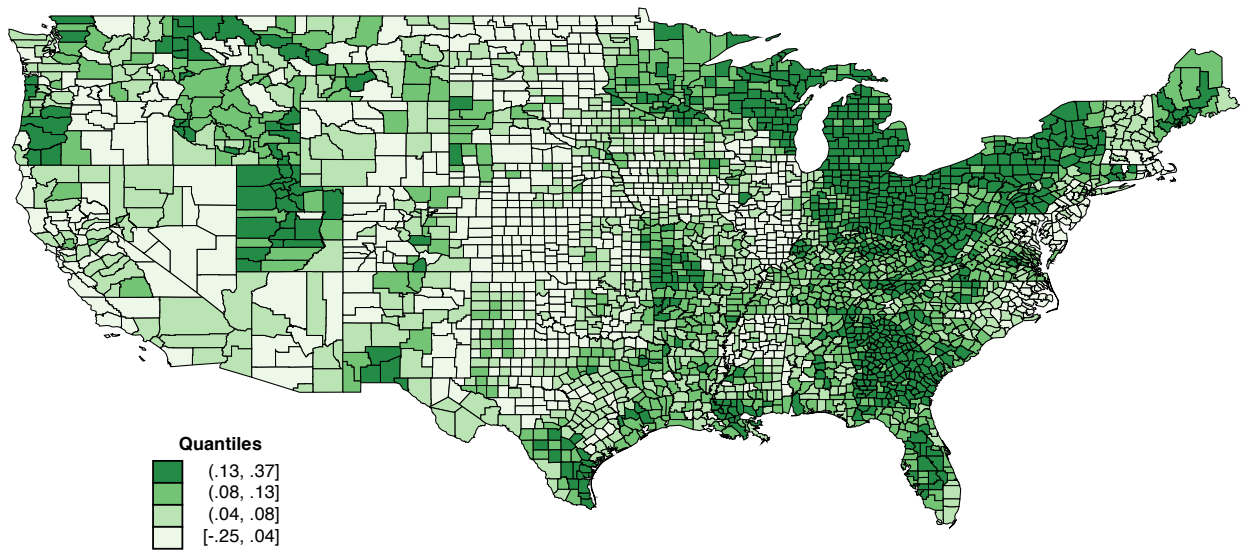 Quantiles
(.13, .37]
(.08, .13]
(.04, .08]
[-.25, .04]